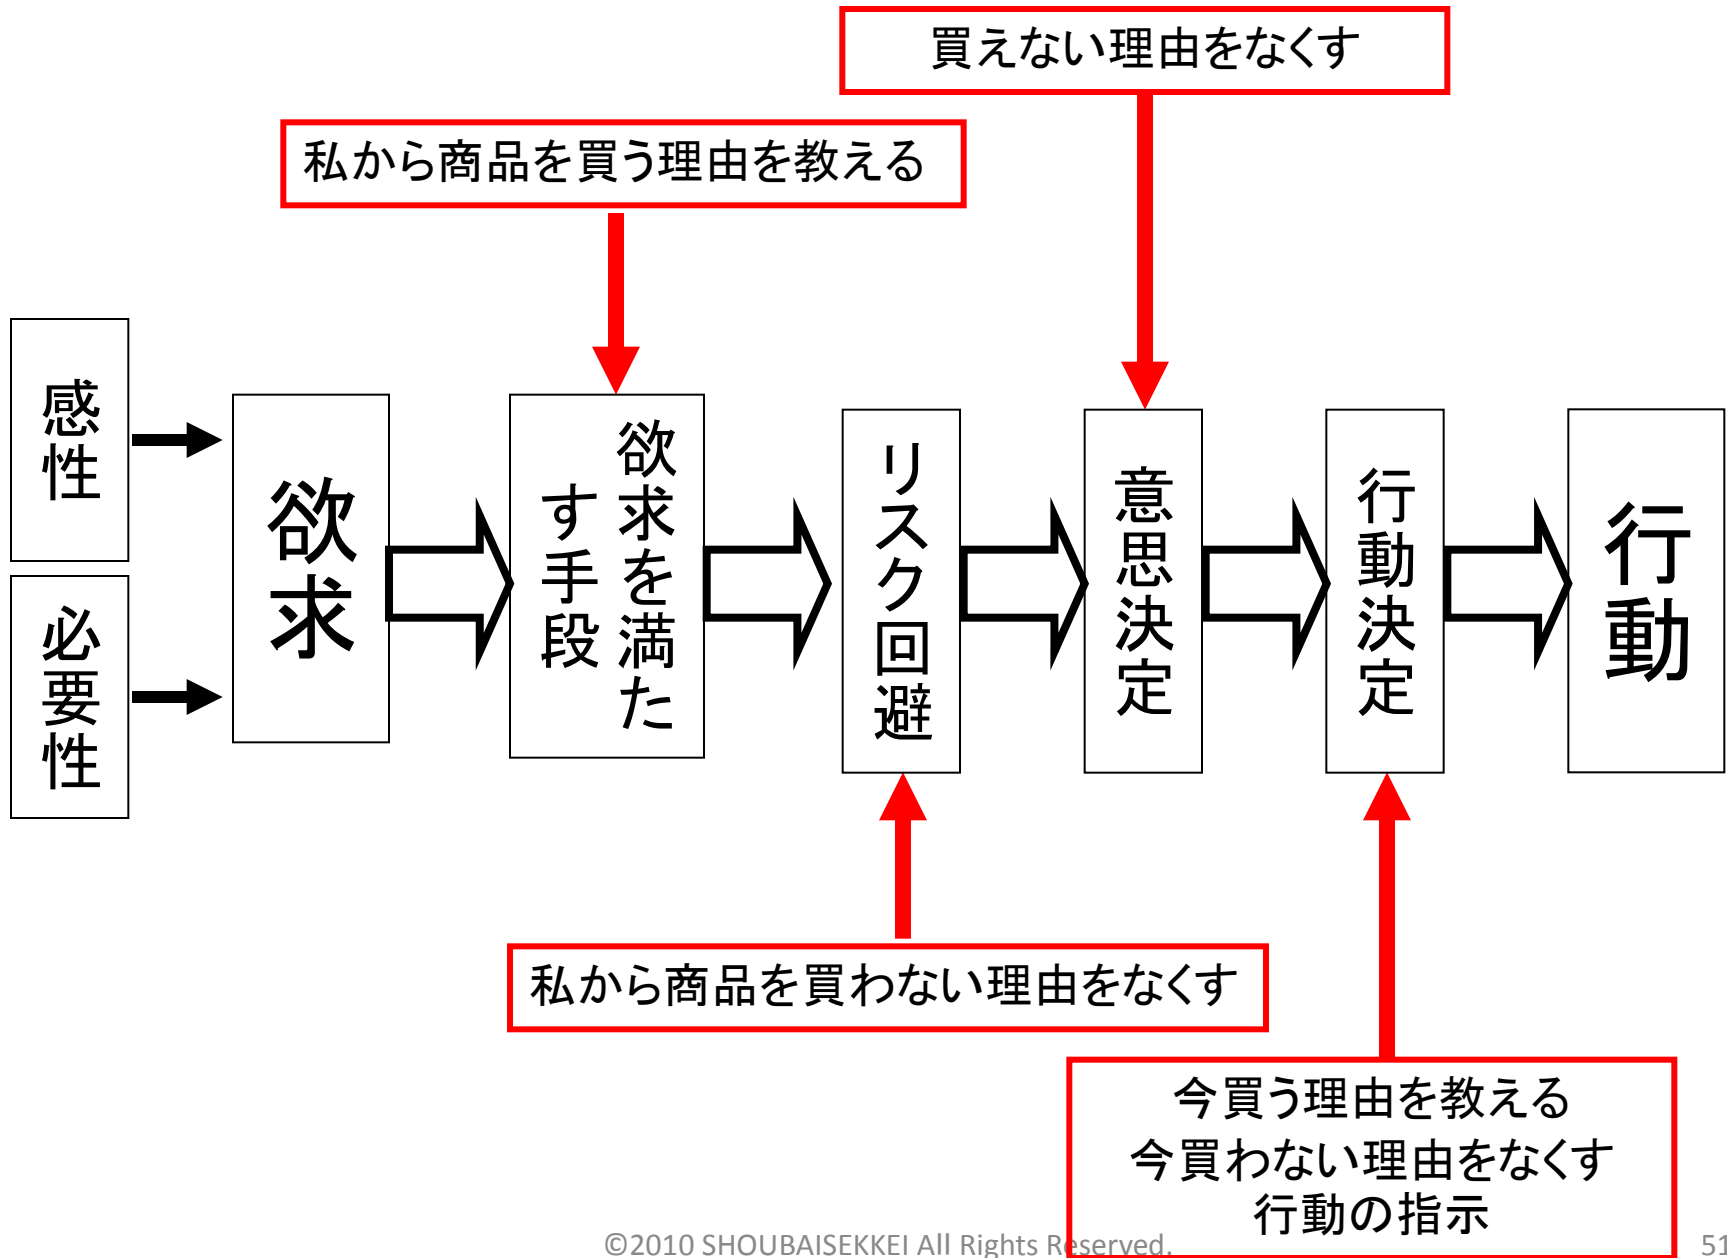 買えない理由をなくす
私から商品を買う理由を教える
感性
必要性
欲求
欲求を満た
す手段
リスク回避
意思決定
行動決定
行動
私から商品を買わない理由をなくす
今買う理由を教える
今買わない理由をなくす
行動の指示
©2010 SHOUBAISEKKEI All Rights Reserved.
51